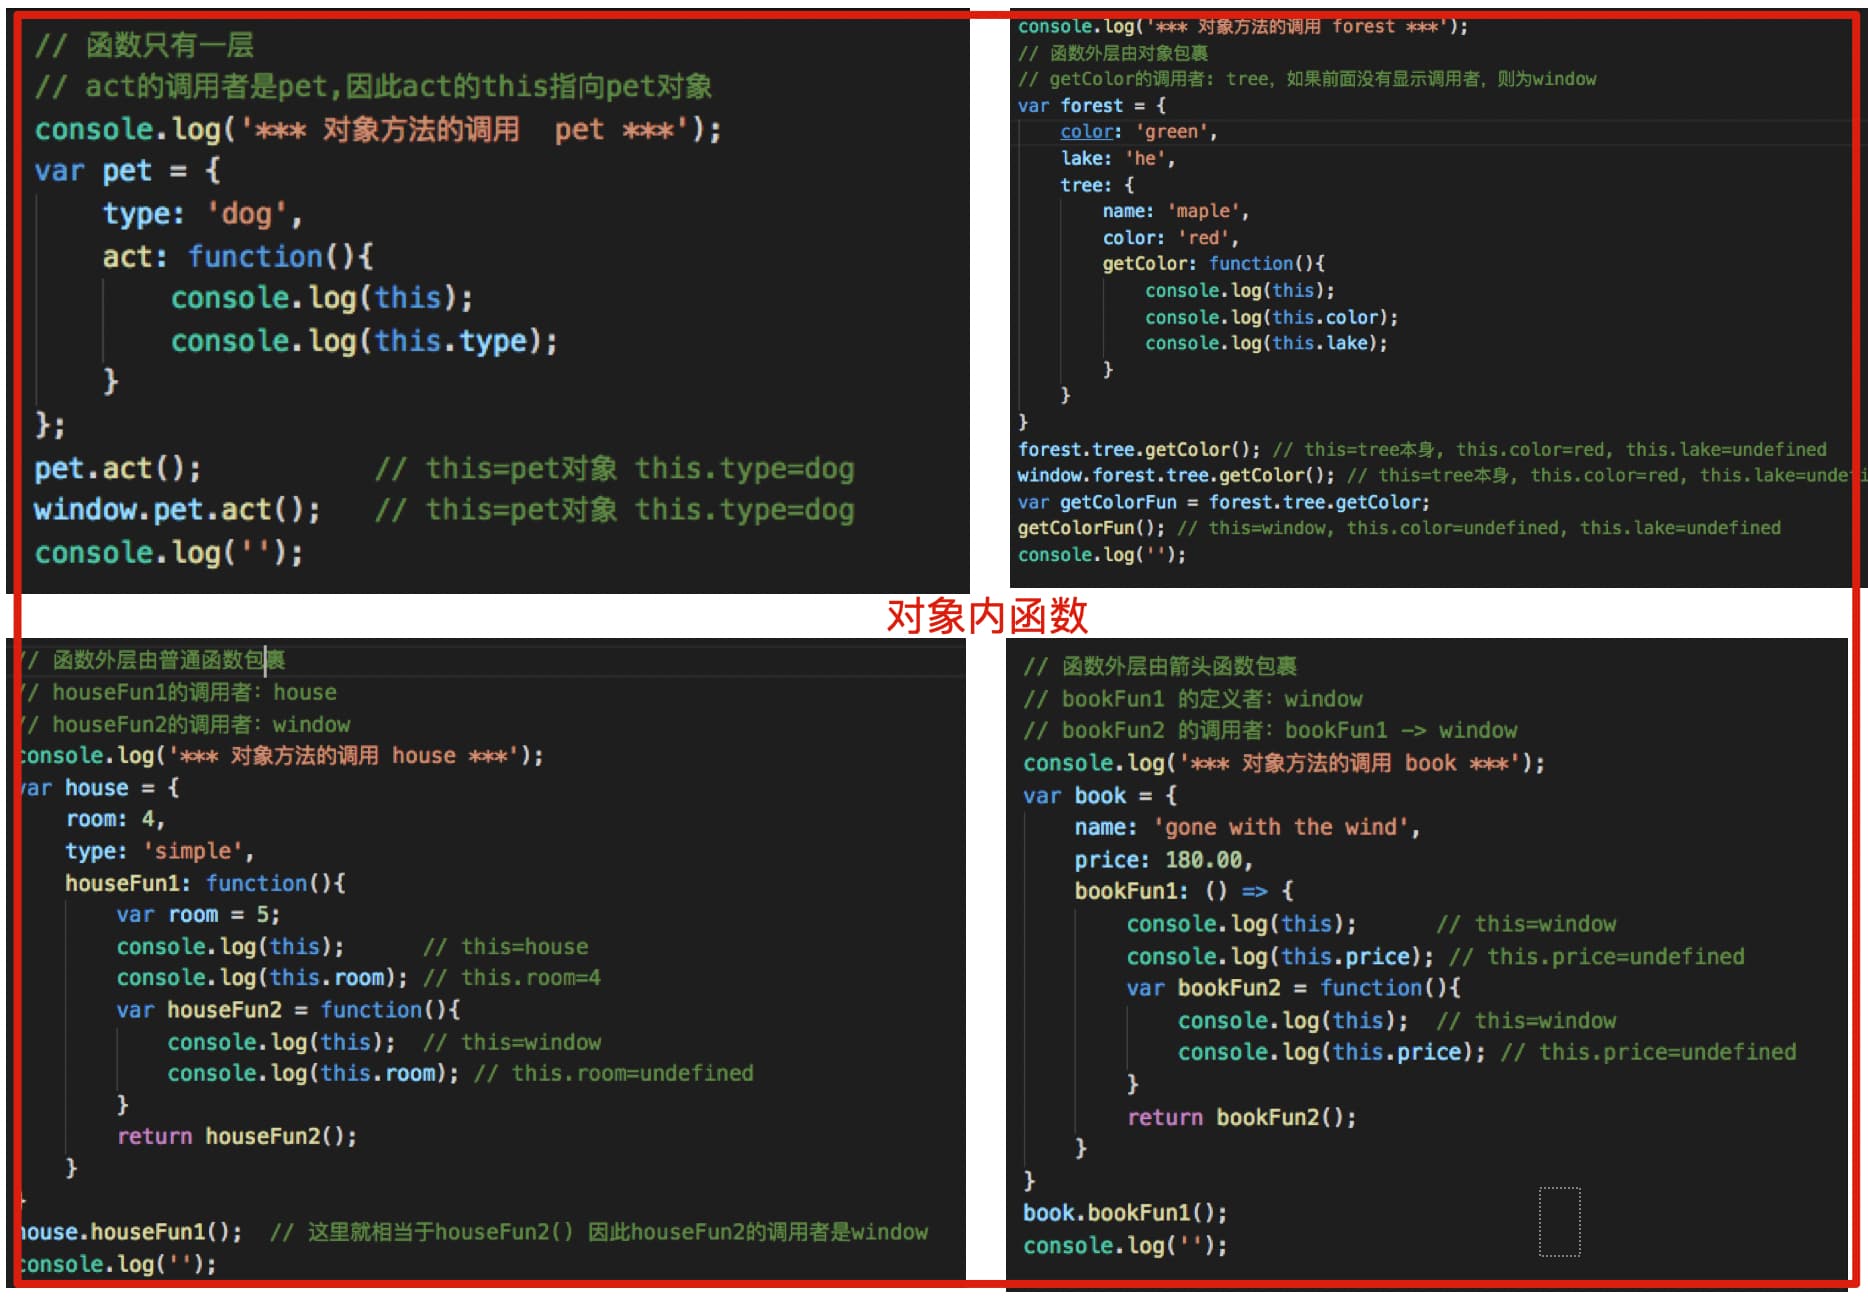 // 函数只有一层
// act的调用者是pet,因此act的this指向pet对象
console.log('*** 对象方法的调用  pet ***');
var pet = {
    type: 'dog',
    act: function(){
        console.log(this);
        console.log(this.type);
    }
};
pet.act();          // this=pet对象 this.type=dog
window.pet.act();   // this=pet对象 this.type=dog
console.log('');
console.log('*** 对象方法的调用 forest ***');
// 函数外层由对象包裹
// getColor的调用者: tree, 如果前面没有显示调用者, 则为window
var forest = {
    color: 'green',
    lake: 'he',
    tree: {
        name: 'maple',
        color: 'red',
        getColor: function(){
            console.log(this);
            console.log(this.color);
            console.log(this.lake);
        }
    }
}
forest.tree.getColor(); // this=tree本身, this.color=red, this.lake=undefined
window.forest.tree.getColor(); // this=tree本身, this.color=red, this.lake=undefi
var getColorFun = forest.tree.getColor;
getColorFun(); // this=window, this.color=undefined, this.lake=undefined
console.log('');
对象内函数
// 函数外层由普通函数包裹
// houseFun1的调用者: house
// houseFun2的调用者: window
console.log('*** 对象方法的调用 house ***');
var house = {
    room: 4,
    type: 'simple',
    houseFun1: function(){
        var room = 5;
        console.log(this);      // this=house
        console.log(this.room); // this.room=4
        var houseFun2 = function(){
            console.log(this);  // this=window
            console.log(this.room); // this.room=undefined
        }
        return houseFun2();
    }
}
house.houseFun1();  // 这里就相当于houseFun2() 因此houseFun2的调用者是window
console.log('');
// 函数外层由箭头函数包裹
// bookFun1 的定义者: window
// bookFun2 的调用者: bookFun1 -> window
console.log('*** 对象方法的调用 book ***');
var book = {
    name: 'gone with the wind',
    price: 180.00,
    bookFun1: () => {
        console.log(this);      // this=window
        console.log(this.price); // this.price=undefined
        var bookFun2 = function(){
            console.log(this);  // this=window
            console.log(this.price); // this.price=undefined
        }
        return bookFun2();
    }
}
book.bookFun1();
console.log('');